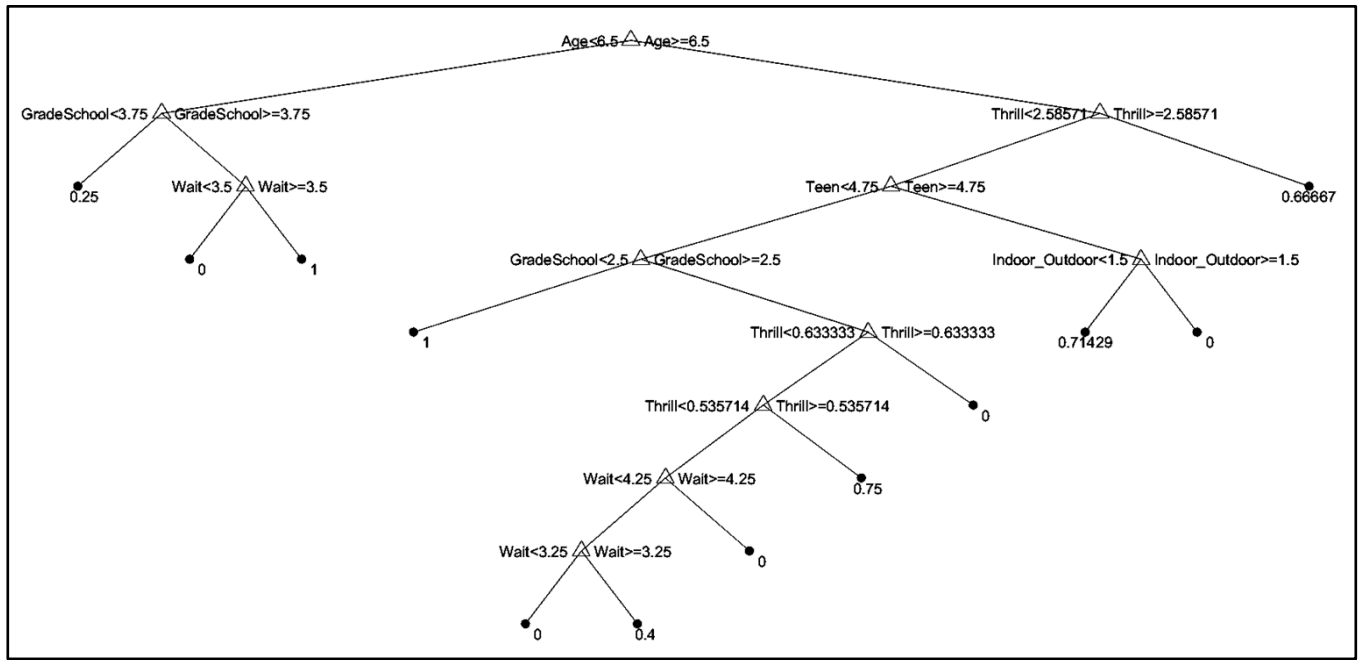 Age<6.5 Age>=6.5
GradeSchool<3.75 GradeSchool>=3.75 Thrill<2.58571 Thrill>=2.58571
0.25 Wait<3.5 Wait>=3.5 Teen<4.75 Teen>=4.75 0.66667
0 1 GradeSchool<2.5 GradeSchool>=2.5 Indoor_Outdoor<1.5 Indoor_Outdoor>=1.5
1 Thrill<0.633333 Thrill>=0.633333 0.71429 0
Thrill<0.535714 Thrill>=0.535714 0
Wait<4.25 Wait>=4.25 0.75
Wait<3.25 Wait>=3.25 0
0 0.4